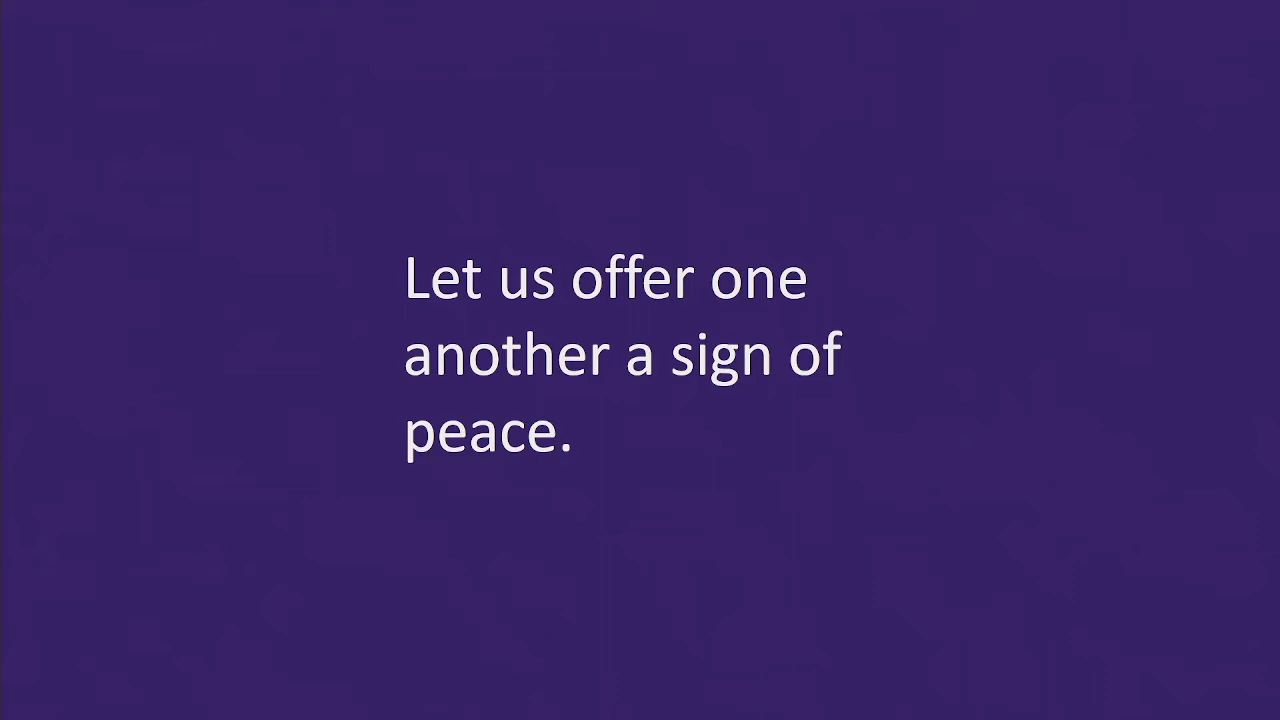 Let us offer one
another a sign of
peace.